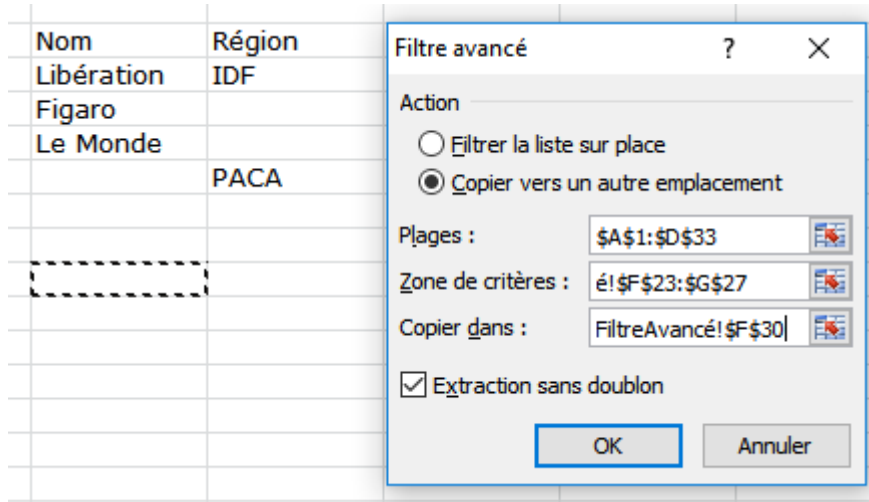 Nom Région
Libération IDF
Figaro
Le Monde
PACA
Filtre avancé ? ×
Action
Filtrer la liste sur place
Copier vers un autre emplacement
Plages : $A$1:$D$33
Zone de critères : é!$F$23:$G$27
Copier dans : FiltreAvancé!$F$30
Extraction sans doublon
OK Annuler